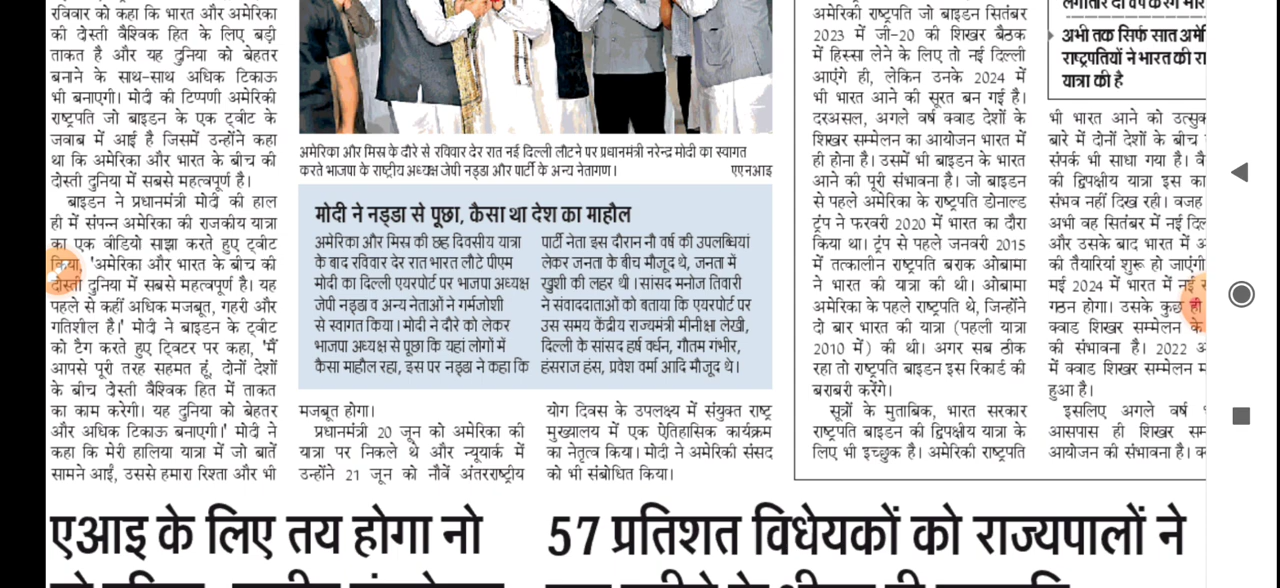 रविवार को कहा कि भारत और अमेरिका
की दोस्ती वैश्विक हित के लिए बड़ी
ताकत है और यह दुनिया को बेहतर
बनाने के साथ-साथ अधिक टिकाऊ
भी बनाएगी। मोदी की टिप्पणी अमेरिकी
राष्ट्रपति जो बाइडन के एक ट्वीट के
जवाब में आई है जिसमें उन्होंने कहा
था कि अमेरिका और भारत के बीच की
दोस्ती दुनिया में सबसे महत्वपूर्ण है।
बाइडन ने प्रधानमंत्री मोदी की हाल
ही में संपन्न अमेरिका की राजकीय यात्रा
का एक वीडियो साझा करते हुए ट्वीट
किया, 'अमेरिका और भारत के बीच की
दोस्ती दुनिया में सबसे महत्वपूर्ण है। यह
पहले से कहीं अधिक मजबूत, गहरी और
गतिशील है।' मोदी ने बाइडन के ट्वीट
को टैग करते हुए ट्विटर पर कहा, 'मैं
आपसे पूरी तरह सहमत हूं, दोनों देशों
के बीच दोस्ती वैश्विक हित में ताकत
का काम करेगी। यह दुनिया को बेहतर
और अधिक टिकाऊ बनाएगी।' मोदी ने
कहा कि मेरी हालिया यात्रा में जो बातें
सामने आईं, उससे हमारा रिश्ता और भी
अमेरिका और मिस्र के दौरे से रविवार देर रात नई दिल्ली लौटने पर प्रधानमंत्री नरेन्द्र मोदी का स्वागत
करते भाजपा के राष्ट्रीय अध्यक्ष जेपी नड्डा और पार्टी के अन्य नेतागण। एएनआइ
मोदी ने नड्डा से पूछा, कैसा था देश का माहौल
अमेरिका और मिस्र की छह दिवसीय यात्रा
के बाद रविवार देर रात भारत लौटे पीएम
मोदी का दिल्ली एयरपोर्ट पर भाजपा अध्यक्ष
जेपी नड्डा व अन्य नेताओं ने गर्मजोशी
से स्वागत किया। मोदी ने दौरे को लेकर
भाजपा अध्यक्ष से पूछा कि यहां लोगों में
कैसा माहौल रहा, इस पर नड्डा ने कहा कि
पार्टी नेता इस दौरान नौ वर्ष की उपलब्धियां
लेकर जनता के बीच मौजूद थे, जनता में
खुशी की लहर थी। सांसद मनोज तिवारी
ने संवाददाताओं को बताया कि एयरपोर्ट पर
उस समय केंद्रीय राज्यमंत्री मीनीक्षा लेखी,
दिल्ली के सांसद हर्ष वर्धन, गौतम गंभीर,
हंसराज हंस, प्रवेश वर्मा आदि मौजूद थे।
मजबूत होगा।
प्रधानमंत्री 20 जून को अमेरिका की
यात्रा पर निकले थे और न्यूयार्क में
उन्होंने 21 जून को नौवें अंतरराष्ट्रीय
योग दिवस के उपलक्ष्य में संयुक्त राष्ट्र
मुख्यालय में एक ऐतिहासिक कार्यक्रम
का नेतृत्व किया। मोदी ने अमेरिकी संसद
को भी संबोधित किया।
अमेरिकी राष्ट्रपति जो बाइडन सितंबर
2023 में जी-20 की शिखर बैठक
में हिस्सा लेने के लिए तो नई दिल्ली
आएंगे ही, लेकिन उनके 2024 में
भी भारत आने की सूरत बन गई है।
दरअसल, अगले वर्ष क्वाड देशों के
शिखर सम्मेलन का आयोजन भारत में
ही होना है। उसमें भी बाइडन के भारत
आने की पूरी संभावना है। जो बाइडन
से पहले अमेरिका के राष्ट्रपति डोनाल्ड
ट्रंप ने फरवरी 2020 में भारत का दौरा
किया था। ट्रंप से पहले जनवरी 2015
में तत्कालीन राष्ट्रपति बराक ओबामा
ने भारत की यात्रा की थी। ओबामा
अमेरिका के पहले राष्ट्रपति थे, जिन्होंने
दो बार भारत की यात्रा (पहली यात्रा
2010 में) की थी। अगर सब ठीक
रहा तो राष्ट्रपति बाइडन इस रिकार्ड की
बराबरी करेंगे।
सूत्रों के मुताबिक, भारत सरकार
राष्ट्रपति बाइडन की द्विपक्षीय यात्रा के
लिए भी इच्छुक है। अमेरिकी राष्ट्रपति
अभी तक सिर्फ सात अमे
राष्ट्रपतियों ने भारत की रा
यात्रा की है
भी भारत आने को उत्सुक
बारे में दोनों देशों के बीच
संपर्क भी साधा गया है। वै
की द्विपक्षीय यात्रा इस का
संभव नहीं दिख रही। वजह
अभी वह सितंबर में नई दिल
और उसके बाद भारत में अ
की तैयारियां शुरू हो जाएंगी
मई 2024 में भारत में नई
गठन होगा। उसके कुछ ही
क्वाड शिखर सम्मेलन के
की संभावना है। 2022 अ
में क्वाड शिखर सम्मेलन म
हुआ है।
इसलिए अगले वर्ष
आसपास ही शिखर सम
आयोजन की संभावना है। क
एआइ के लिए तय होगा नो
57 प्रतिशत विधेयकों को राज्यपालों ने